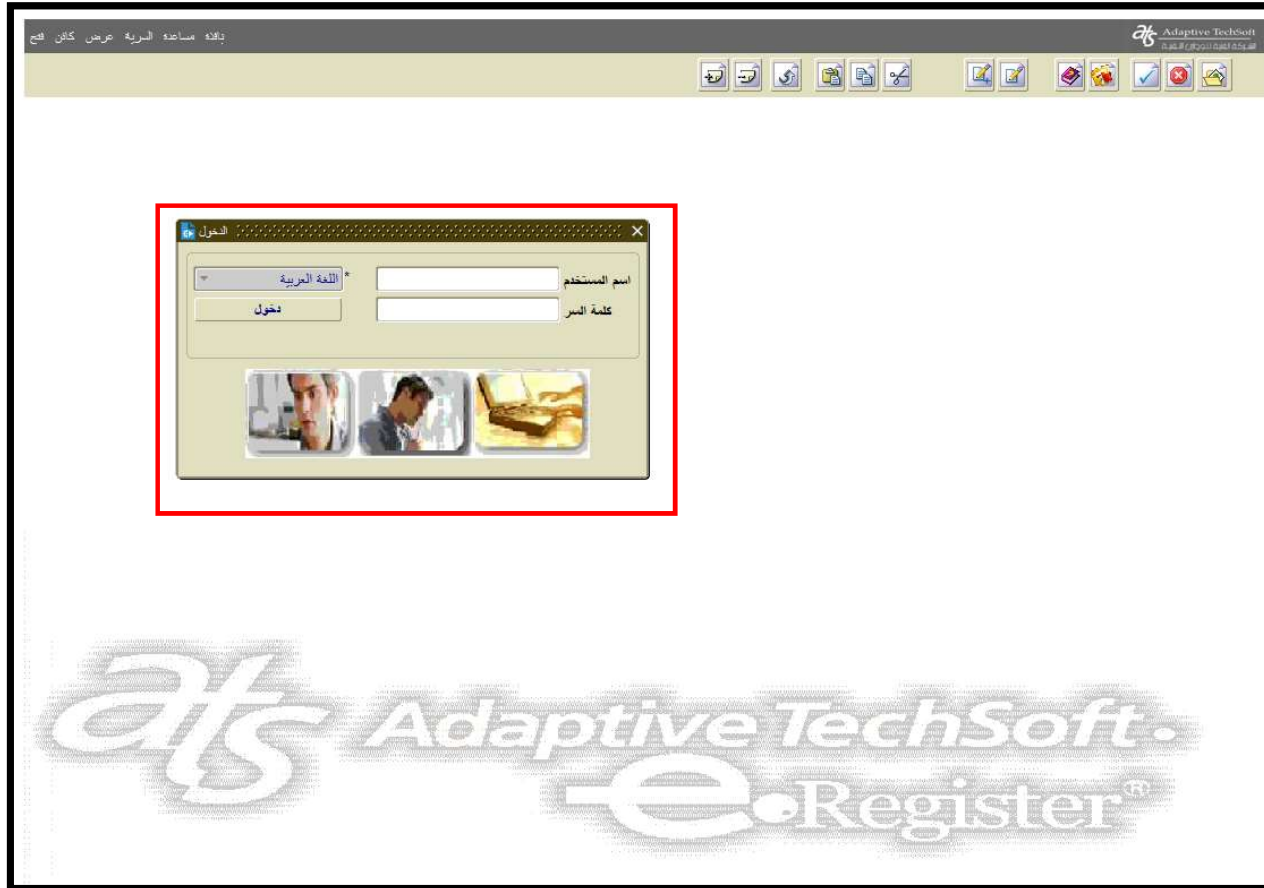 نافذة مساعدة السرية عرض كائن فتح
Adaptive TechSoft
الدخول
اسم المستخدم
* اللغة العربية
كلمة السر
دخول
ats Adaptive TechSoft
e.Register®